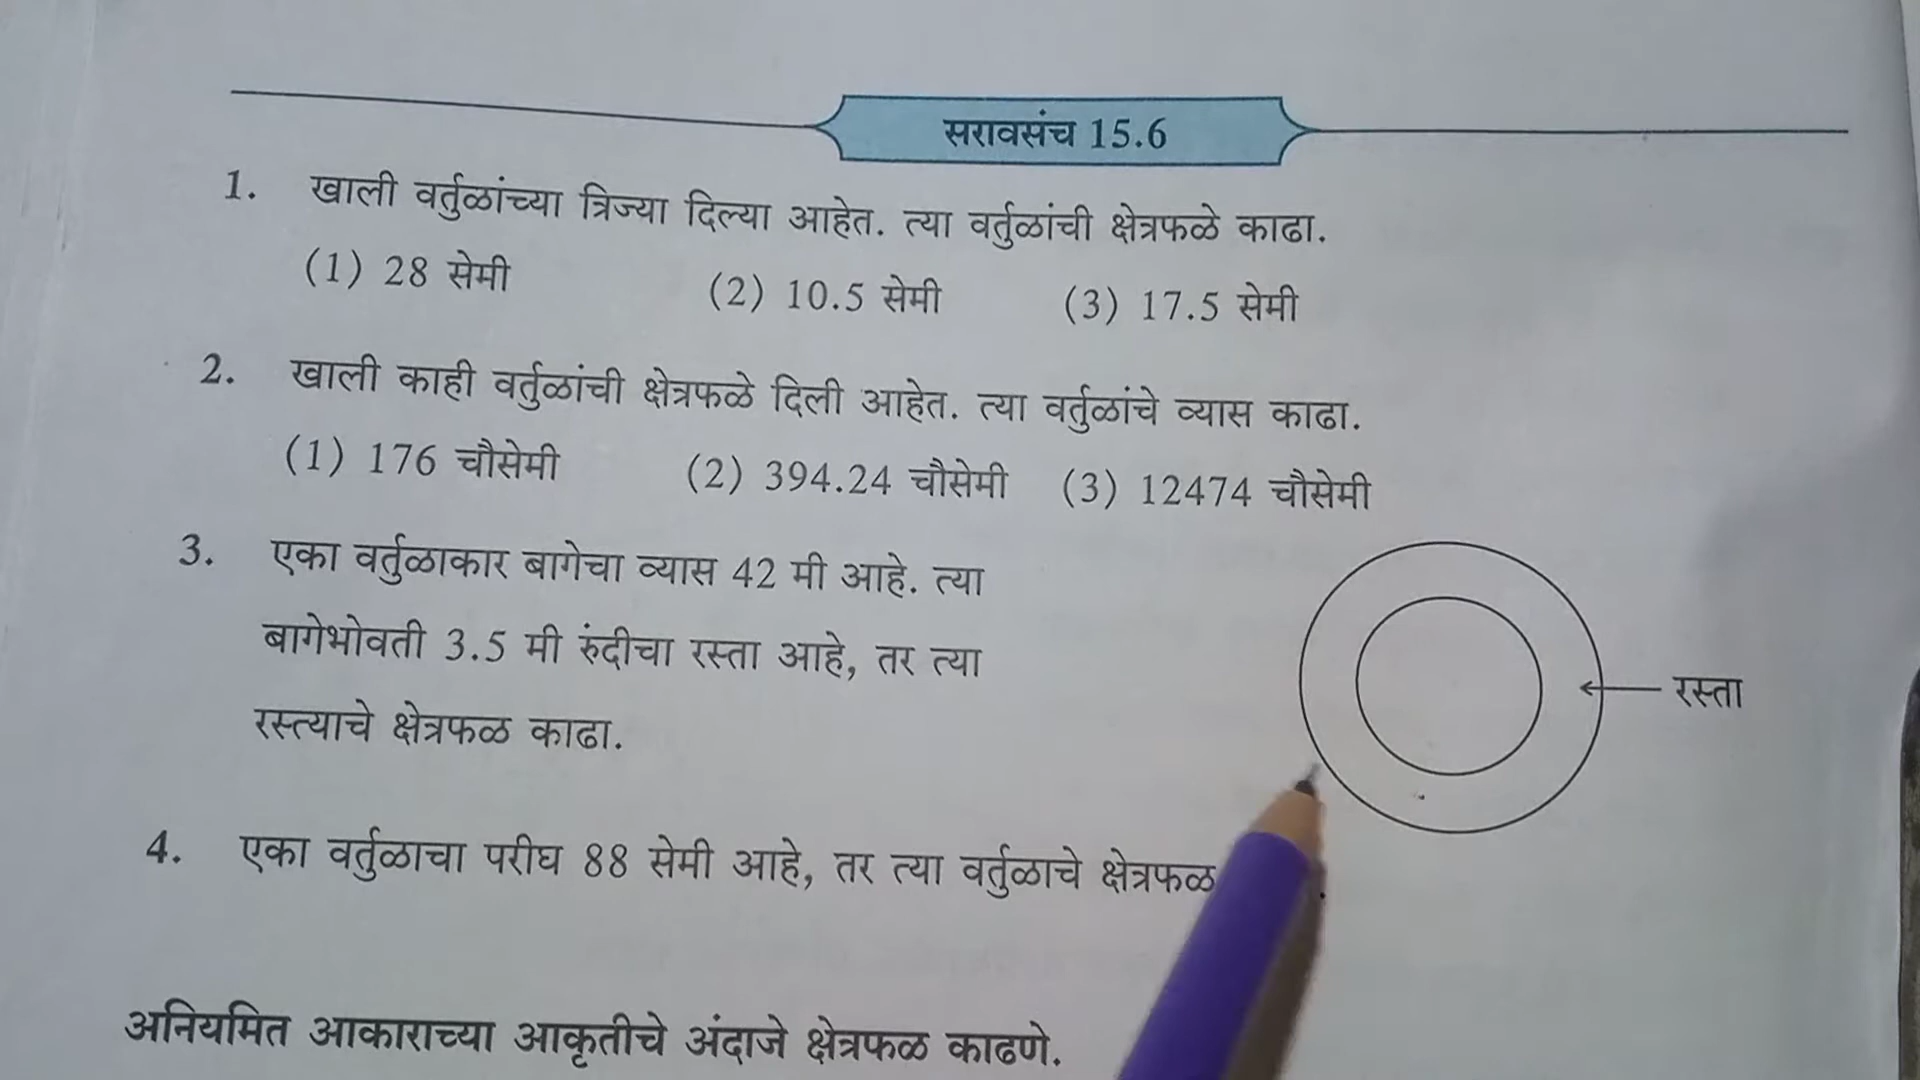 सरावसंच 15.6
1. खाली वर्तुळांच्या त्रिज्या दिल्या आहेत. त्या वर्तुळांची क्षेत्रफळे काढा.
(1) 28 सेमी (2) 10.5 सेमी (3) 17.5 सेमी
2. खाली काही वर्तुळांची क्षेत्रफळे दिली आहेत. त्या वर्तुळांचे व्यास काढा.
(1) 176 चौसेमी (2) 394.24 चौसेमी (3) 12474 चौसेमी
3. एका वर्तुळाकार बागेचा व्यास 42 मी आहे. त्या
बागेभोवती 3.5 मी रुंदीचा रस्ता आहे, तर त्या
रस्त्याचे क्षेत्रफळ काढा.
रस्ता
4. एका वर्तुळाचा परीघ 88 सेमी आहे, तर त्या वर्तुळाचे क्षेत्रफळ
अनियमित आकाराच्या आकृतीचे अंदाजे क्षेत्रफळ काढणे.